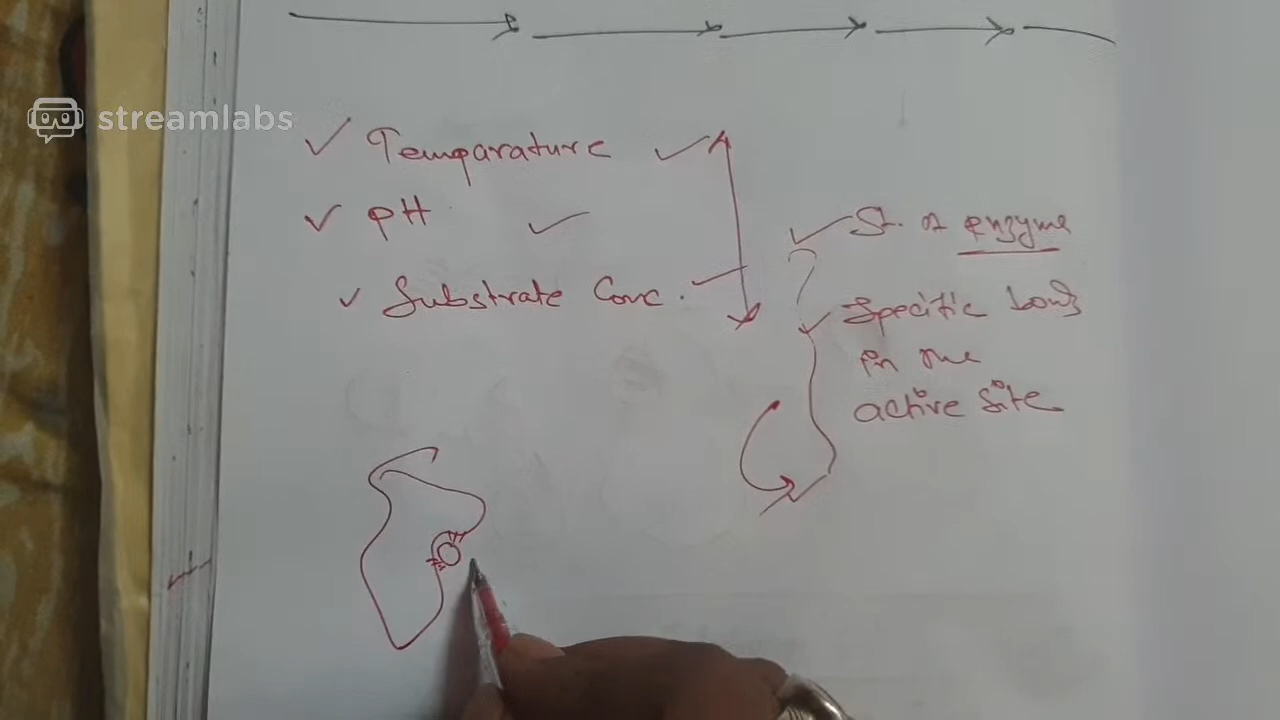 streamlabs
Temparature
pH
Substrate Conc.
St. of enzyme
Specific bonds
in the
active site